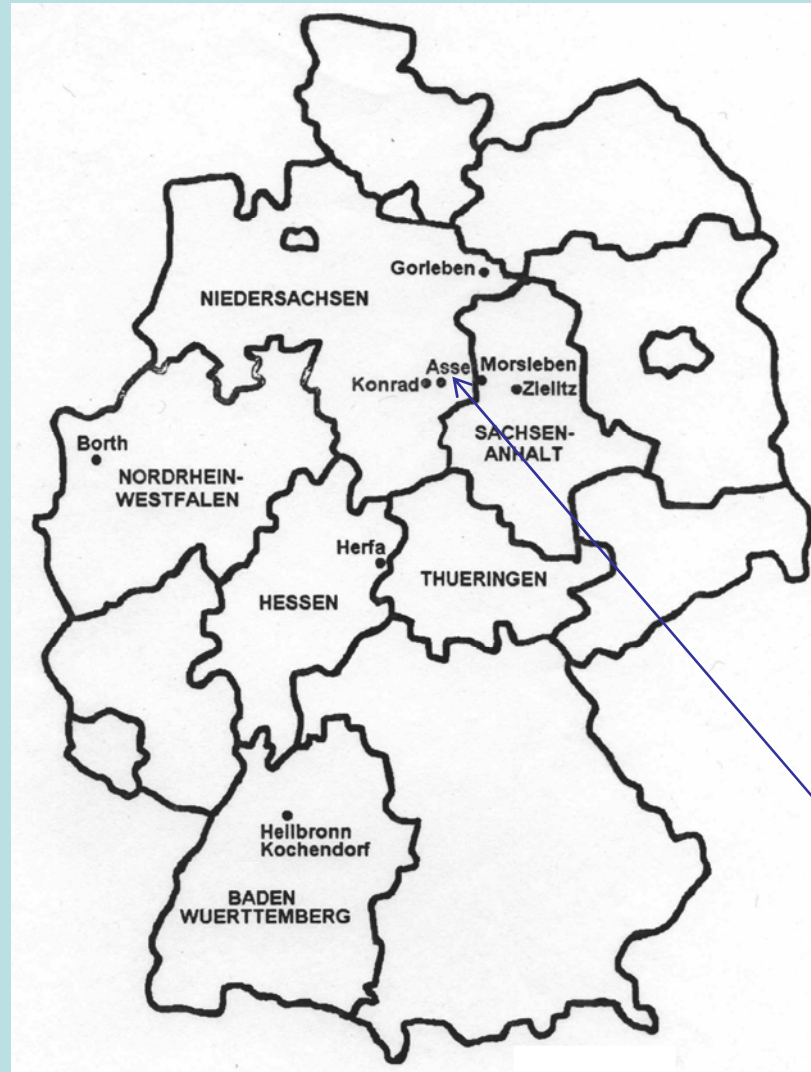 Gorleben
NIEDERSACHSEN
Asse
Morsleben
Konrad
Zielitz
SACHSEN-
ANHALT
Borth
NORDRHEIN-
WESTFALEN
Herfa
THUERINGEN
HESSEN
Heilbronn
Kochendorf
BADEN
WUERTTEMBERG